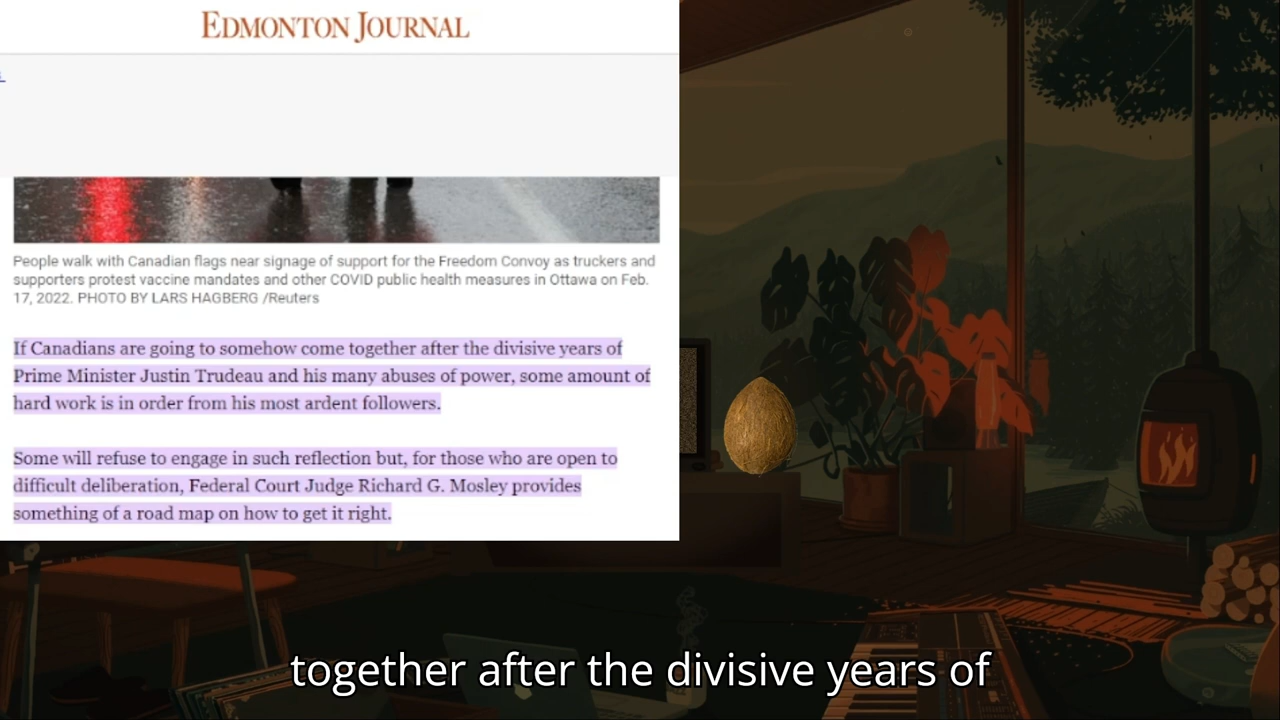 EDMONTON JOURNAL
People walk with Canadian flags near signage of support for the Freedom Convoy as truckers and
supporters protest vaccine mandates and other COVID public health measures in Ottawa on Feb.
17, 2022. PHOTO BY LARS HAGBERG /Reuters
If Canadians are going to somehow come together after the divisive years of
Prime Minister Justin Trudeau and his many abuses of power, some amount of
hard work is in order from his most ardent followers.
Some will refuse to engage in such reflection but, for those who are open to
difficult deliberation, Federal Court Judge Richard G. Mosley provides
something of a road map on how to get it right.
together after the divisive years of